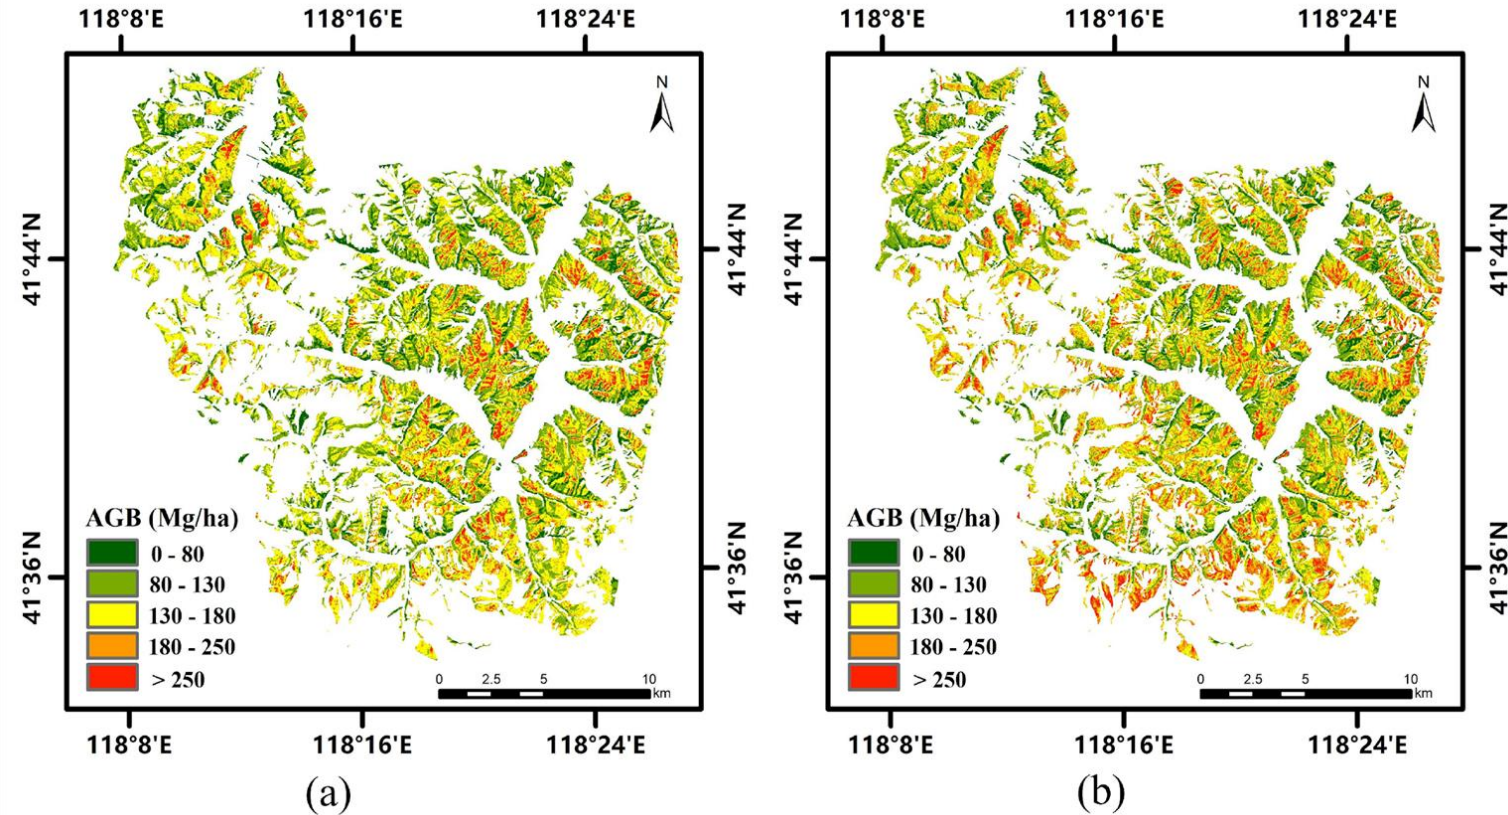 118°8'E 118°16'E 118°24'E
N
41°44'N
41°44'N
41°36'N
41°36'N
AGB (Mg/ha)
0 - 80
80 - 130
130 - 180
180 - 250
> 250
0 2.5 5 10
km
118°8'E 118°16'E 118°24'E
(a)
118°8'E 118°16'E 118°24'E
N
41°44'N
41°44'N
41°36'N
41°36'N
AGB (Mg/ha)
0 - 80
80 - 130
130 - 180
180 - 250
> 250
0 2.5 5 10
km
118°8'E 118°16'E 118°24'E
(b)